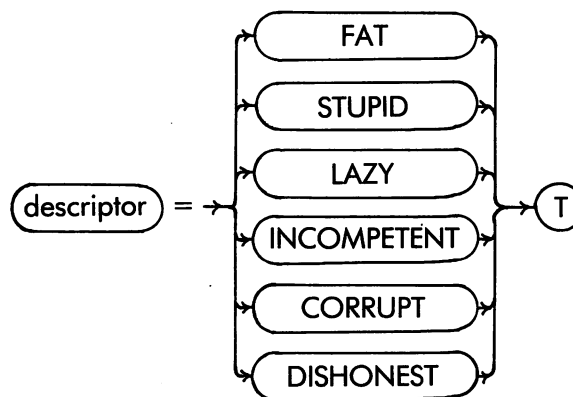 FAT
STUPID
LAZY
descriptor = T
INCOMPETENT
CORRUPT
DISHONEST